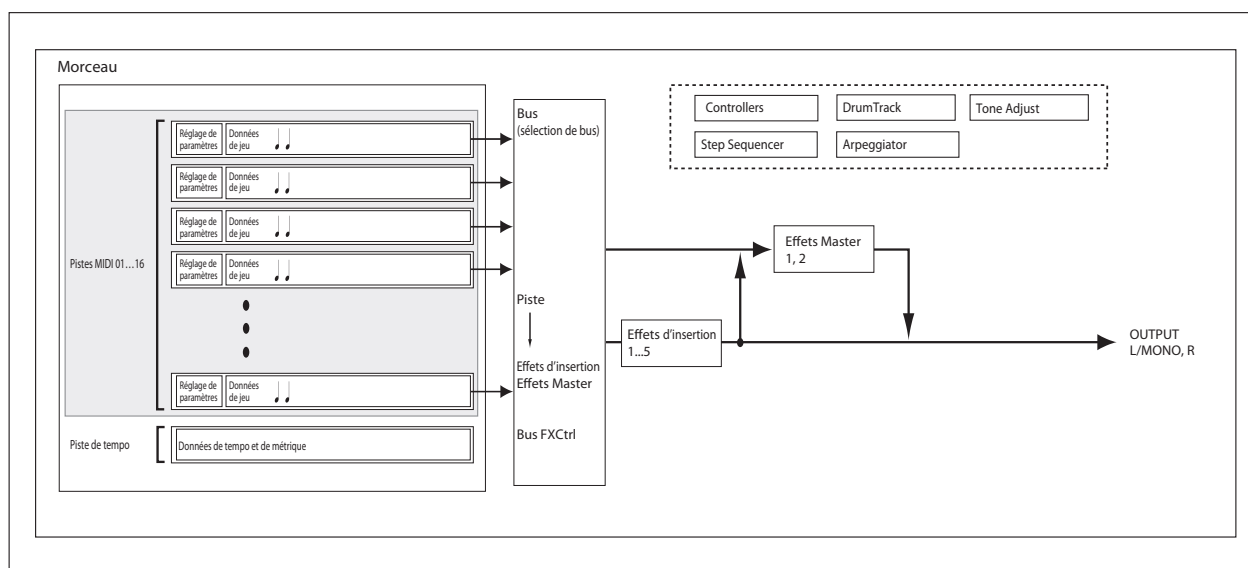 Morceau
Pistes MIDI 01...16
Réglage de
paramètres
Données
de jeu
Réglage de
paramètres
Données
de jeu
Réglage de
paramètres
Données
de jeu
Réglage de
paramètres
Données
de jeu
Réglage de
paramètres
Données
de jeu
Piste de tempo
Données de tempo et de métrique
Bus
(sélection de bus)
Piste
Effets d'insertion
Effets Master
Bus FXCtrl
Controllers
DrumTrack
Tone Adjust
Step Sequencer
Arpeggiator
Effets Master
1, 2
Effets d'insertion
1...5
OUTPUT
L/MONO, R